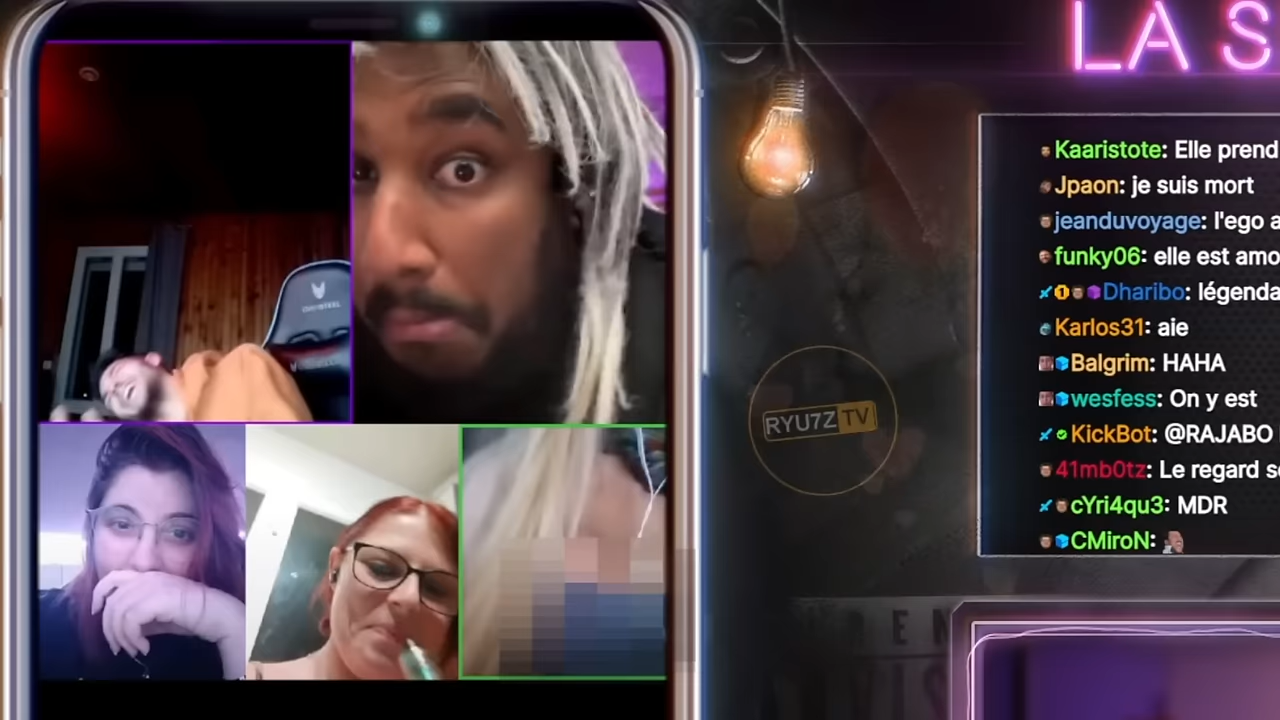 LA S
Kaaristote: Elle prend
Jpaon: je suis mort
jeanduvoyage: l'ego a
funky06: elle est amo
Dharibo: légenda
Karlos31: aie
Balgrim: HAHA
wesfess: On y est
KickBot: @RAJABO
41mb0tz: Le regard se
cYri4qu3: MDR
CMiroN:
RYU7Z TV